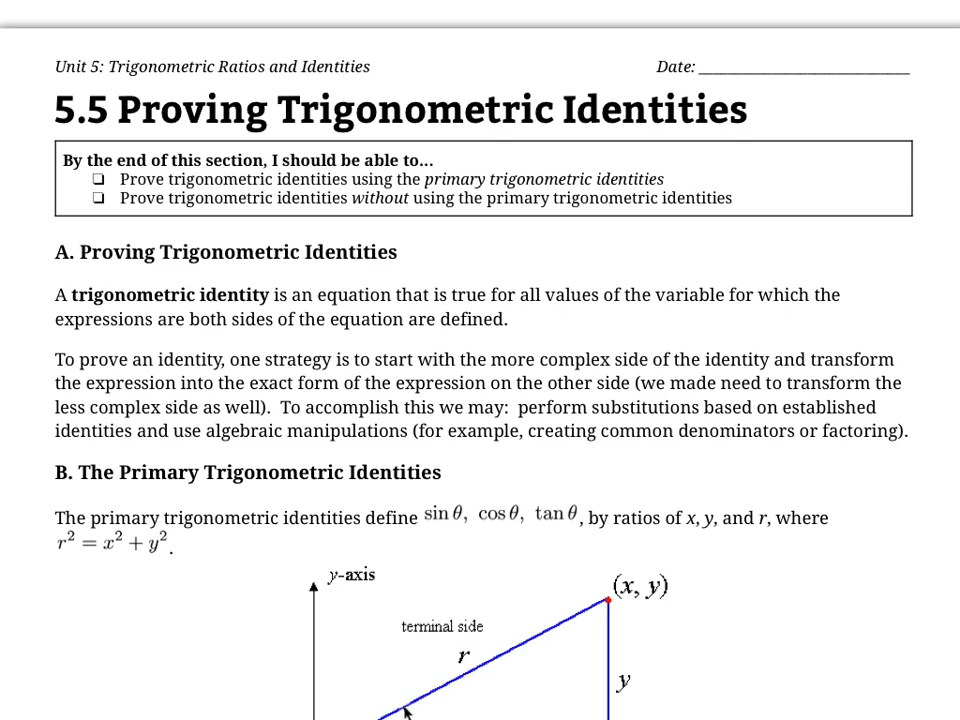 Unit 5: Trigonometric Ratios and Identities Date: ____________________________
5.5 Proving Trigonometric Identities
By the end of this section, I should be able to...
❏ Prove trigonometric identities using the primary trigonometric identities
❏ Prove trigonometric identities without using the primary trigonometric identities
A. Proving Trigonometric Identities
A trigonometric identity is an equation that is true for all values of the variable for which the
expressions are both sides of the equation are defined.
To prove an identity, one strategy is to start with the more complex side of the identity and transform
the expression into the exact form of the expression on the other side (we made need to transform the
less complex side as well). To accomplish this we may: perform substitutions based on established
identities and use algebraic manipulations (for example, creating common denominators or factoring).
B. The Primary Trigonometric Identities
The primary trigonometric identities define sin θ, cos θ, tan θ, by ratios of x, y, and r, where
r² = x² + y².
y-axis
(x, y)
terminal side
r
y